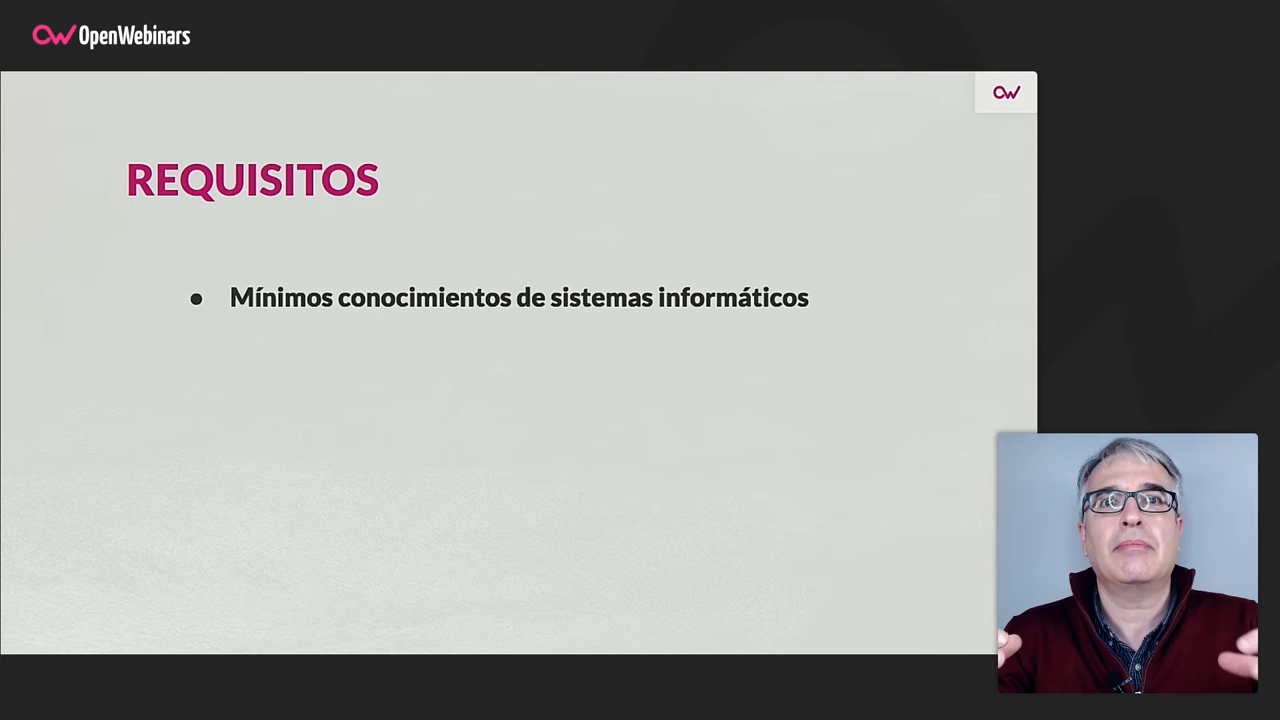 OpenWebinars
REQUISITOS
● Mínimos conocimientos de sistemas informáticos